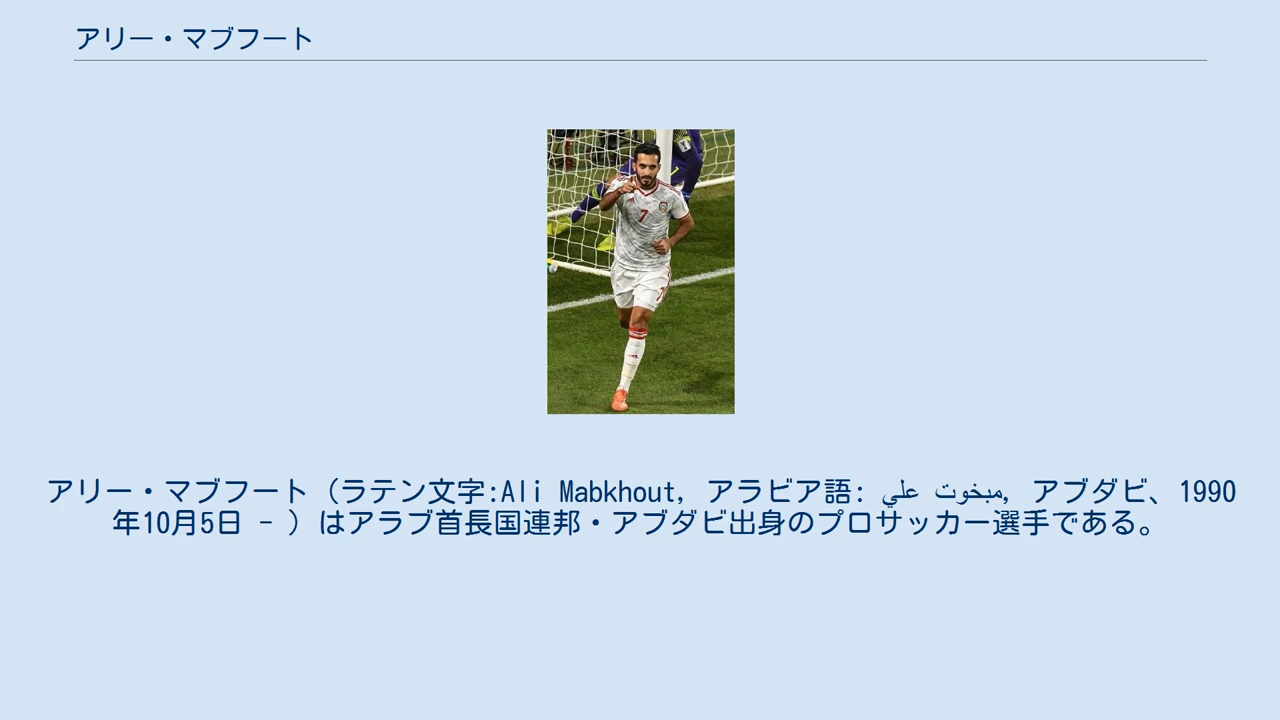 アリー・マブフート
7
7
アリー・マブフート（ラテン文字:Ali Mabkhout, アラビア語: علي مبخوت, アブダビ、1990
年10月5日 - ）はアラブ首長国連邦・アブダビ出身のプロサッカー選手である。